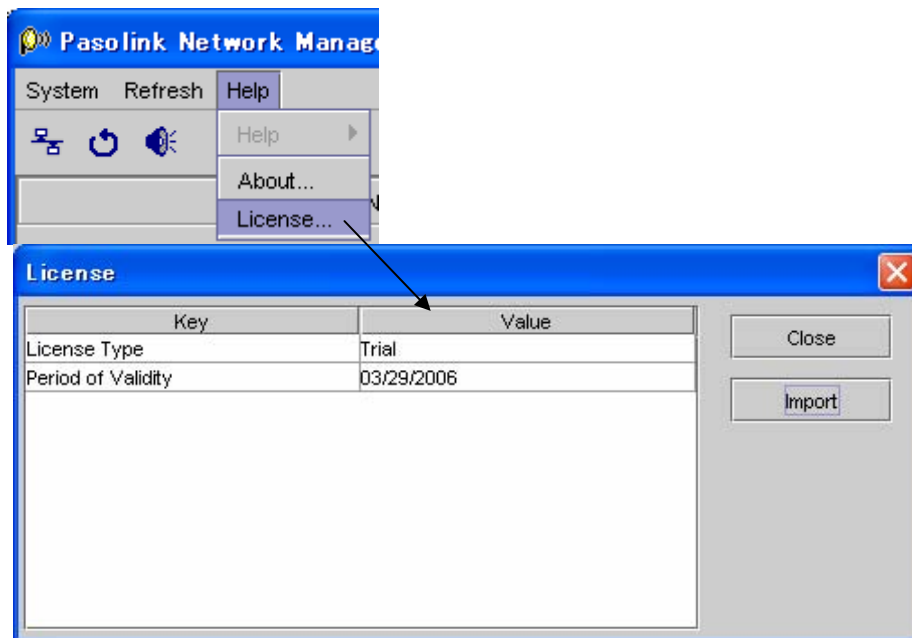 Pasolink Network Manage
System Refresh Help
Help
About...
License...
License
Key Value
License Type Trial
Period of Validity 03/29/2006
Close
Import